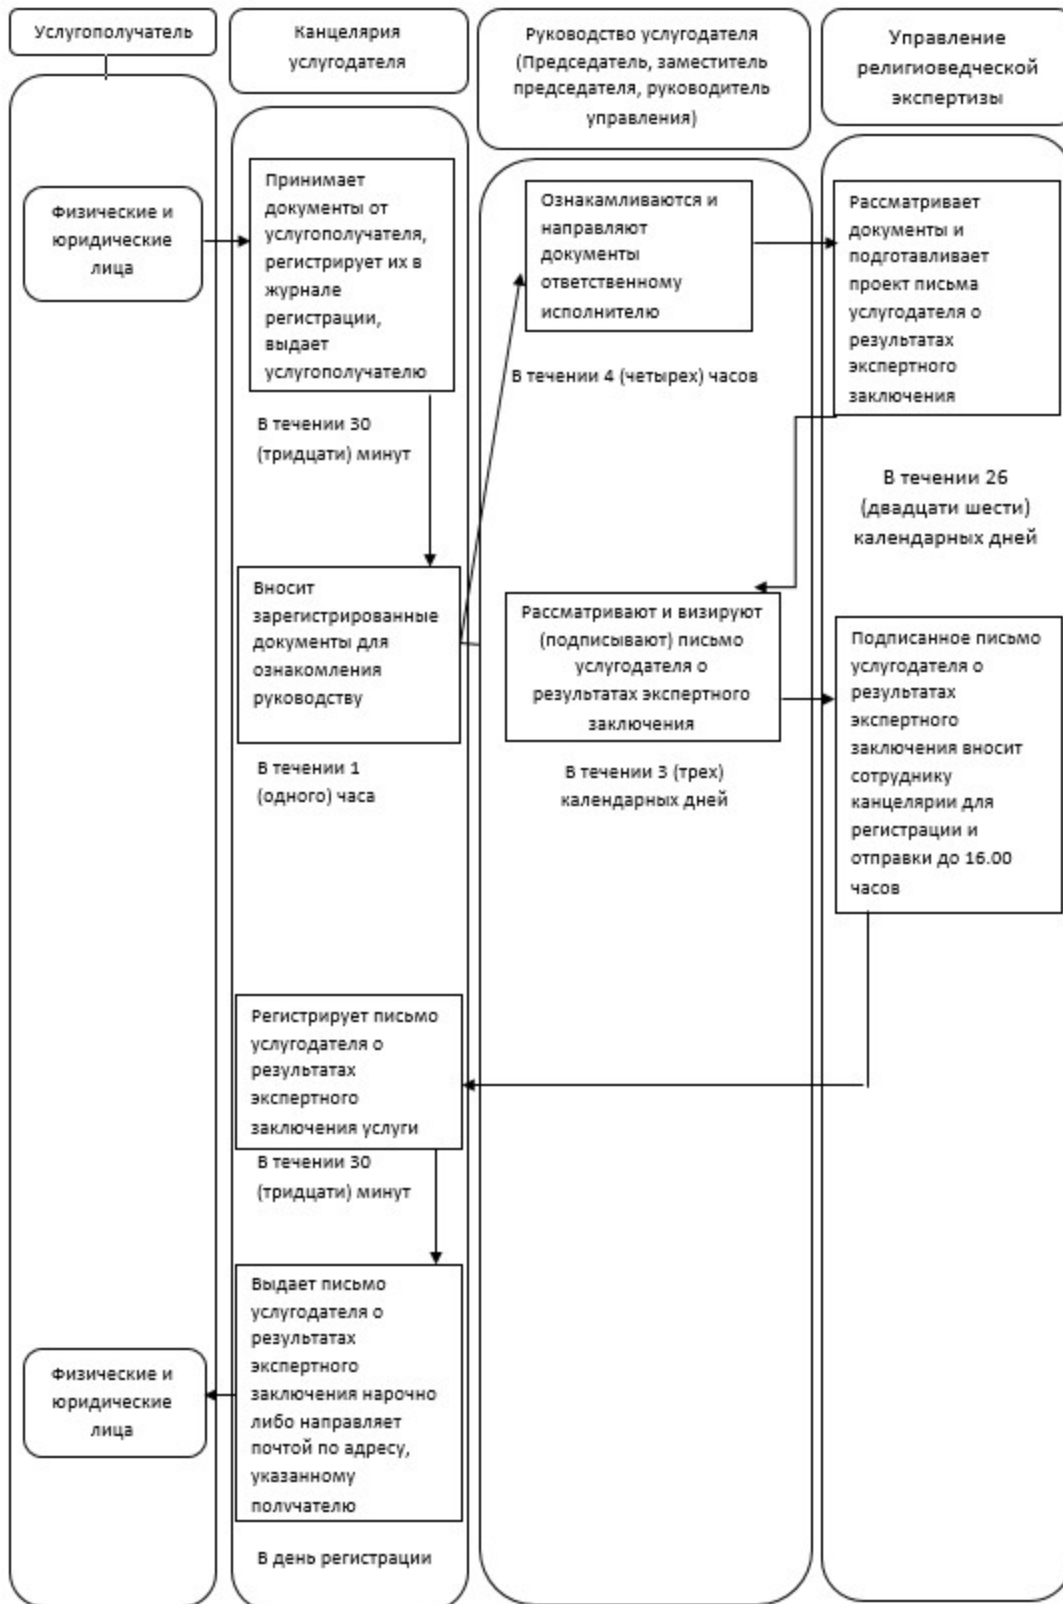 Услугополучатель
Канцелярия
услугодателя
Руководство услугодателя
(Председатель, заместитель
председателя, руководитель
управления)
Управление
религиоведческой
экспертизы
Физические и
юридические
лица
Принимает
документы от
услугополучателя,
регистрирует их в
журнале
регистрации,
выдает
услугополучателю
В течении 30
(тридцати) минут
Ознакамливаются и
направляют
документы
ответственному
исполнителю
В течении 4 (четырех) часов
Рассматривает
документы и
подготавливает
проект письма
услугодателя о
результатах
экспертного
заключения
В течении 26
(двадцати шести)
календарных дней
Вносит
зарегистрированные
документы для
ознакомления
руководству
В течении 1
(одного) часа
Рассматривают и визируют
(подписывают) письмо
услугодателя о
результатах экспертного
заключения
В течении 3 (трех)
календарных дней
Подписанное письмо
услугодателя о
результатах
экспертного
заключения вносит
сотруднику
канцелярии для
регистрации и
отправки до 16.00
часов
Регистрирует письмо
услугодателя о
результатах
экспертного
заключения услуги
В течении 30
(тридцати) минут
Выдает письмо
услугодателя о
результатах
экспертного
заключения нарочно
либо направляет
почтой по адресу,
указанному
получателю
В день регистрации
Физические и
юридические
лица